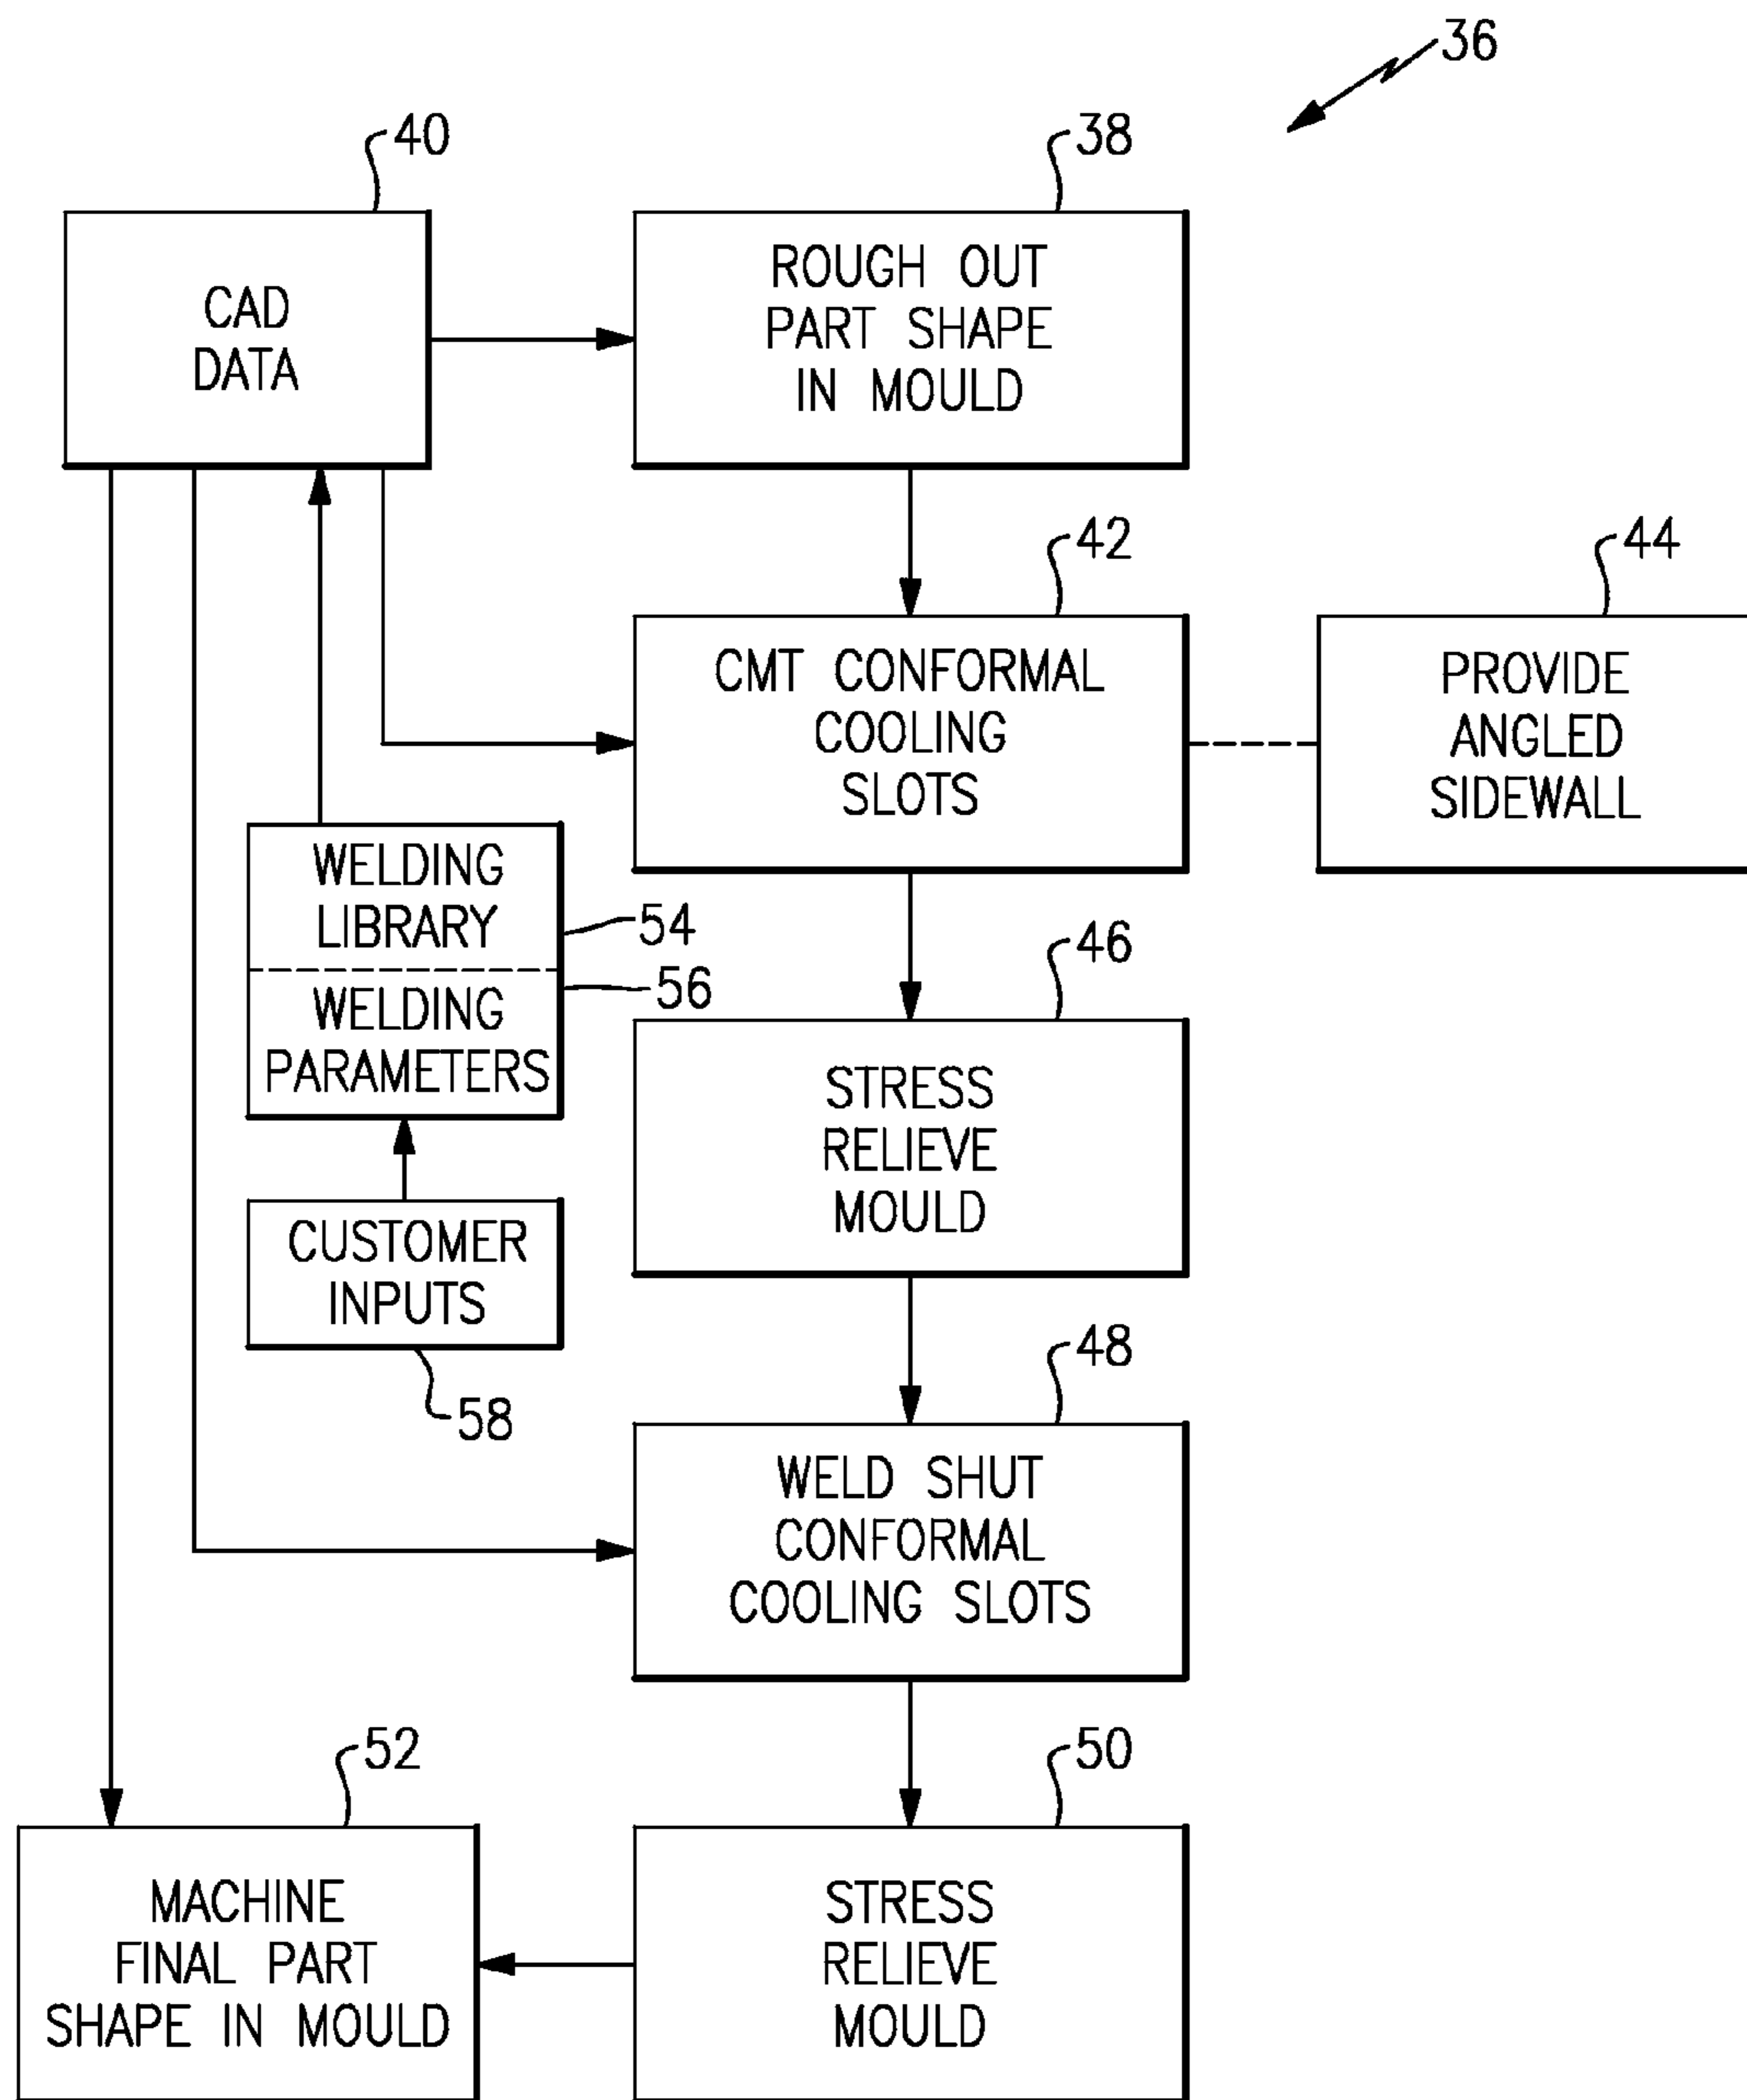 36
40
CAD
DATA
38
ROUGH OUT
PART SHAPE
IN MOULD
42
CMT CONFORMAL
COOLING
SLOTS
44
PROVIDE
ANGLED
SIDEWALL
WELDING
LIBRARY
54
56
WELDING
PARAMETERS
46
STRESS
RELIEVE
MOULD
CUSTOMER
INPUTS
58
48
WELD SHUT
CONFORMAL
COOLING SLOTS
52
MACHINE
FINAL PART
SHAPE IN MOULD
50
STRESS
RELIEVE
MOULD